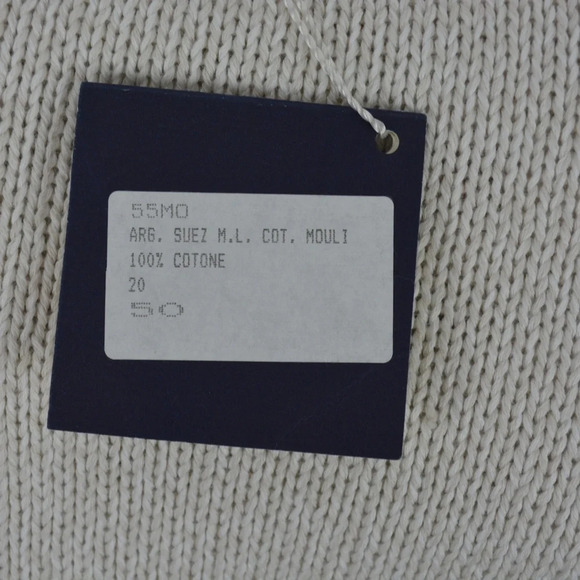 55MO
ARG. SUEZ M.L. COT. MOULI
100% COTONE
20
50